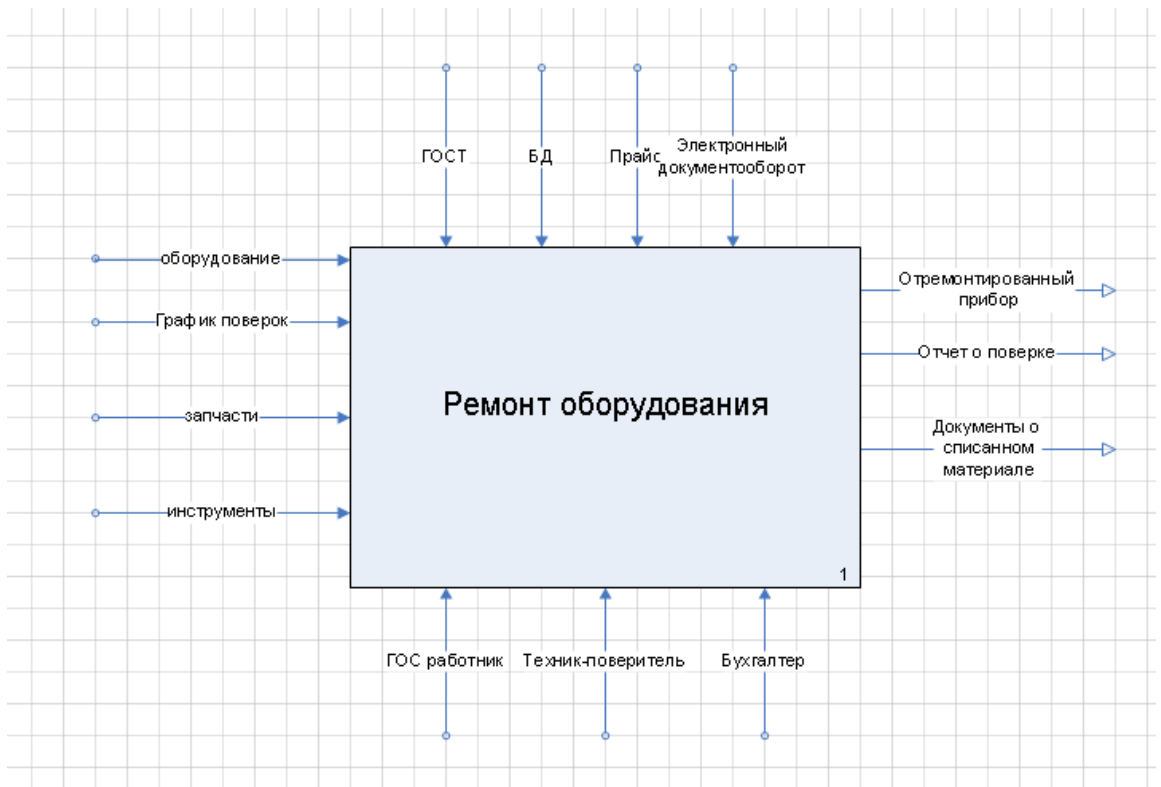 ГОСТ
БД
Прайс
Электронный
документооборот
оборудование
График поверок
запчасти
инструменты
Ремонт оборудования
1
Отремонтированный
прибор
Отчет о поверке
Документы о
списанном
материале
ГОС работник
Техник-поверитель
Бухгалтер